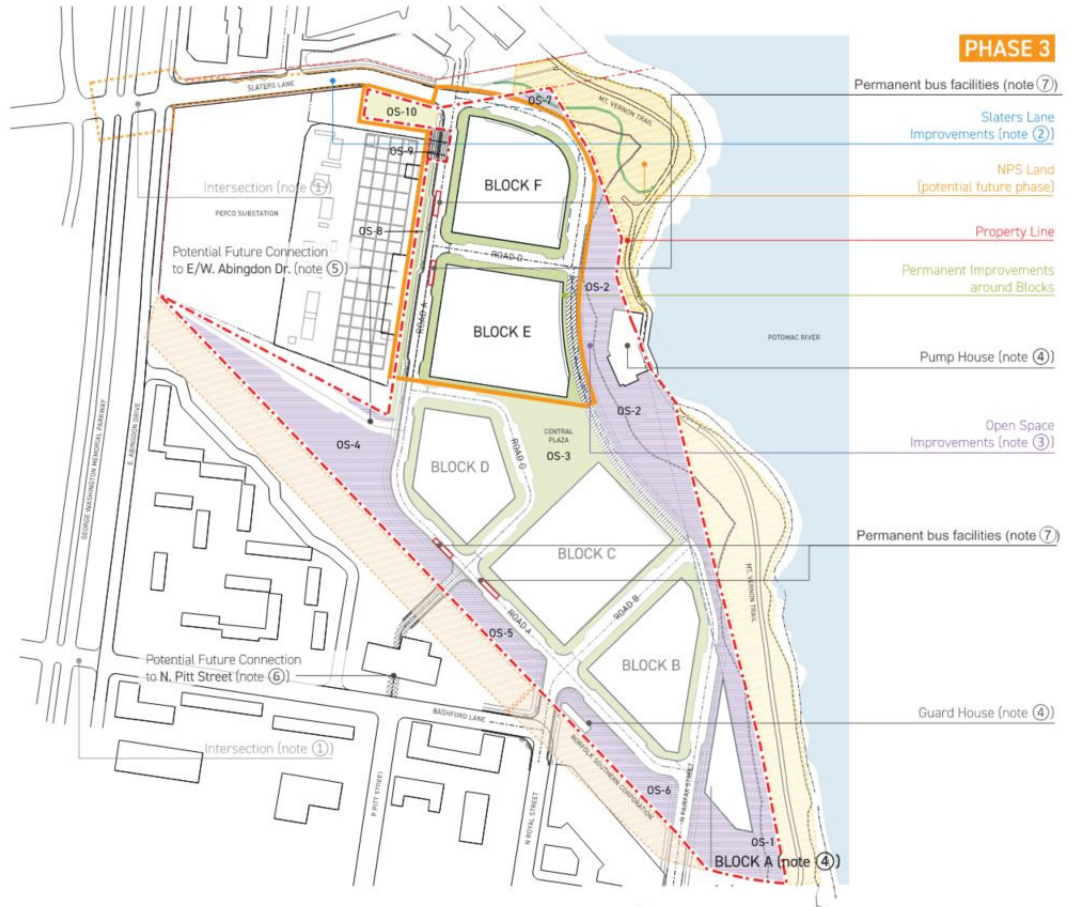 PHASE 3
Permanent bus facilities (note ⑦)
Slaters Lane
Improvements (note ②)
NPS Land
(potential future phase)
Property Line
Permanent Improvements
around Blocks
Pump House (note ④)
Open Space
Improvements (note ③)
Permanent bus facilities (note ⑦)
Guard House (note ④)
SLATERS LANE
OS-10
OS-7
MT. VERNON TRAIL
OS-9
BLOCK F
Intersection (note ①)
PEPCO SUBSTATION
OS-8
Potential Future Connection
to E/W. Abingdon Dr. (note ⑤)
ROAD D
ROAD A
OS-2
BLOCK E
POTOMAC RIVER
OS-2
GEORGE WASHINGTON MEMORIAL PARKWAY
E. ABINGDON DRIVE
OS-4
CENTRAL
PLAZA
OS-3
ROAD C
BLOCK D
BLOCK C
MT. VERNON TRAIL
ROAD B
ROAD A
OS-5
BLOCK B
Potential Future Connection
to N. Pitt Street (note ⑥)
BASHFORD LANE
Intersection (note ①)
NORFOLK SOUTHERN CORPORATION
P PITT STREET
N ROYAL STREET
OS-6
N FAIRFAX STREET
OS-1
BLOCK A (note ④)